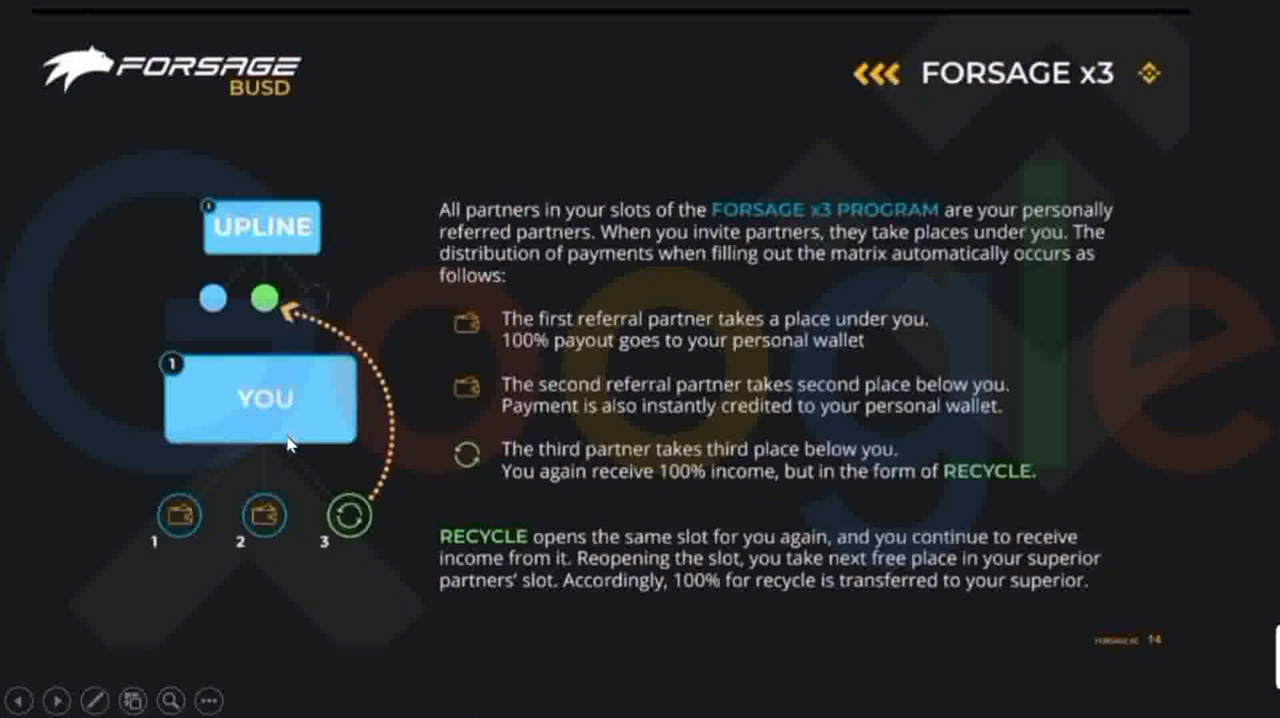 FORSAGE
BUSD
FORSAGE x3
UPLINE
1
All partners in your slots of the FORSAGE x3 PROGRAM are your personally
referred partners. When you invite partners, they take places under you. The
distribution of payments when filling out the matrix automatically occurs as
follows:
The first referral partner takes a place under you.
100% payout goes to your personal wallet
1
YOU
The second referral partner takes second place below you.
Payment is also instantly credited to your personal wallet.
The third partner takes third place below you.
You again receive 100% income, but in the form of RECYCLE.
1
2
3
RECYCLE opens the same slot for you again, and you continue to receive
income from it. Reopening the slot, you take next free place in your superior
partners' slot. Accordingly, 100% for recycle is transferred to your superior.
14
Google